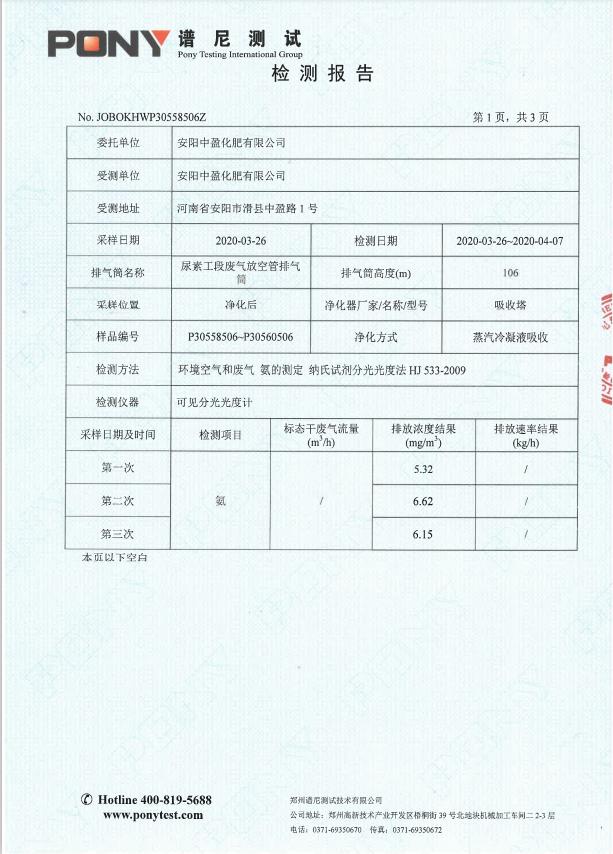 PONY 谱尼测试
Pony Testing International Group
检测报告
No. JOBOKHWP30558506Z 第1页，共3页
委托单位 安阳中盈化肥有限公司
受测单位 安阳中盈化肥有限公司
受测地址 河南省安阳市滑县中盈路1号
采样日期 2020-03-26 检测日期 2020-03-26~2020-04-07
排气筒名称 尿素工段废气放空管排气
筒 排气筒高度(m) 106
采样位置 净化后 净化器厂家/名称/型号 吸收塔
样品编号 P30558506~P30560506 净化方式 蒸汽冷凝液吸收
检测方法 环境空气和废气 氨的测定 纳氏试剂分光光度法 HJ 533-2009
检测仪器 可见分光光度计
采样日期及时间 检测项目 标态干废气流量
(m³/h) 排放浓度结果
(mg/m³) 排放速率结果
(kg/h)
第一次 5.32 /
第二次 氨 / 6.62 /
第三次 6.15 /
本页以下空白
✆ Hotline 400-819-5688
www.ponytest.com
郑州谱尼测试技术有限公司
公司地址：郑州高新技术产业开发区梧桐街39号北地块机械加工车间二2-3层
电话：0371-69350670 传真：0371-69350672